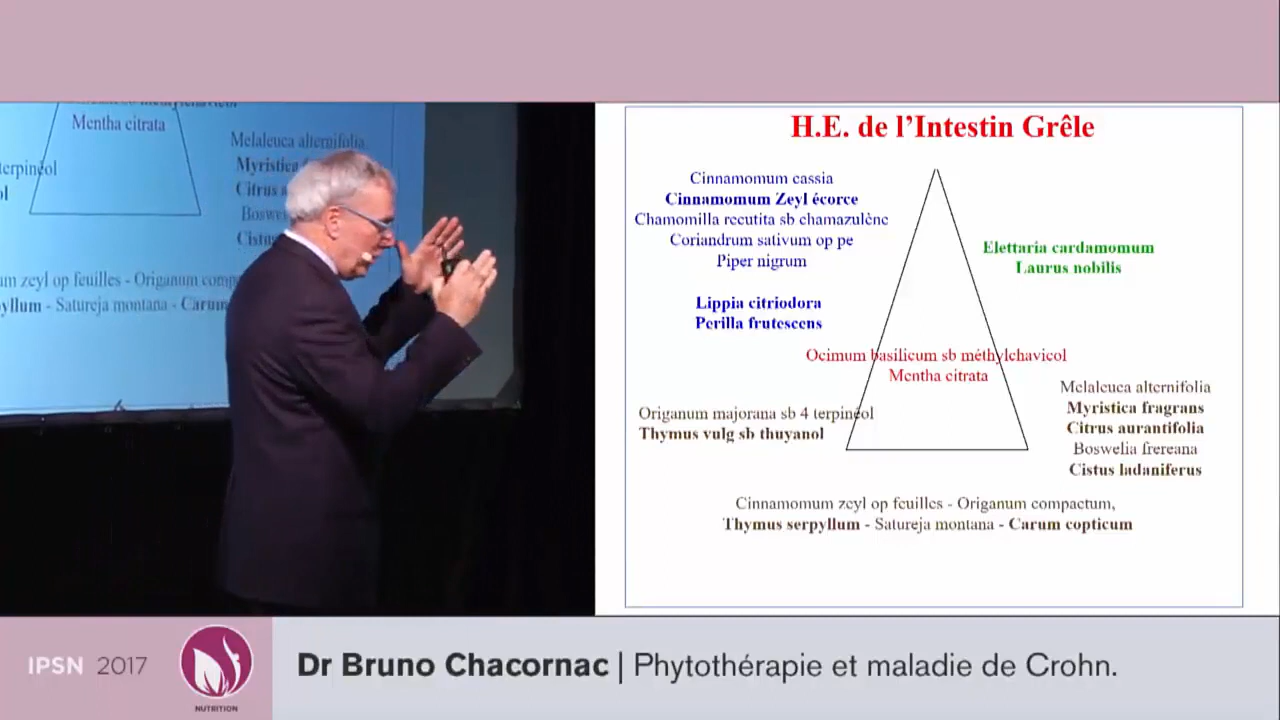 Mentha citrata
Melaleuca alternifolia
terpinéol
Myristica
Citrus a
ol
Boswe
Cistu
um zeyl op feuilles - Origanum comp
yllum - Satureja montana - Carum
H.E. de l'Intestin Grêle
Cinnamomum cassia
Cinnamomum Zeyl écorce
Chamomilla recutita sb chamazulène
Coriandrum sativum op pe
Piper nigrum
Elettaria cardamomum
Laurus nobilis
Lippia citriodora
Perilla frutescens
Ocimum basilicum sb méthylchavicol
Mentha citrata
Origanum majorana sb 4 terpinéol
Thymus vulg sb thuyanol
Melaleuca alternifolia
Myristica fragrans
Citrus aurantifolia
Boswelia frereana
Cistus ladaniferus
Cinnamomum zeyl op feuilles - Origanum compactum,
Thymus serpyllum - Satureja montana - Carum copticum
IPSN 2017
NUTRITION
Dr Bruno Chacornac | Phytothérapie et maladie de Crohn.